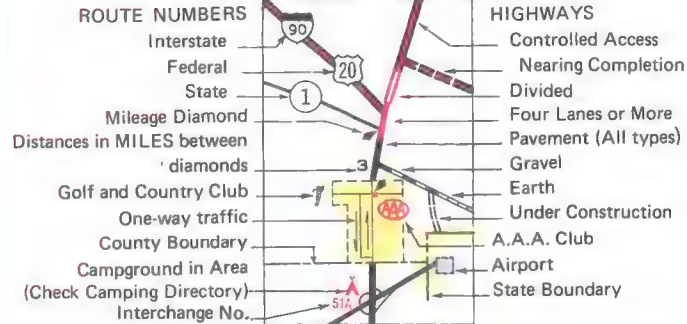 ROUTE NUMBERS
Interstate
Federal
State
Mileage Diamond
Distances in MILES between
diamonds
Golf and Country Club
One-way traffic
County Boundary
Campground in Area
(Check Camping Directory)
Interchange No.
90
20
1
3
AAA
51A
HIGHWAYS
Controlled Access
Nearing Completion
Divided
Four Lanes or More
Pavement (All types)
Gravel
Earth
Under Construction
A.A.A. Club
Airport
State Boundary